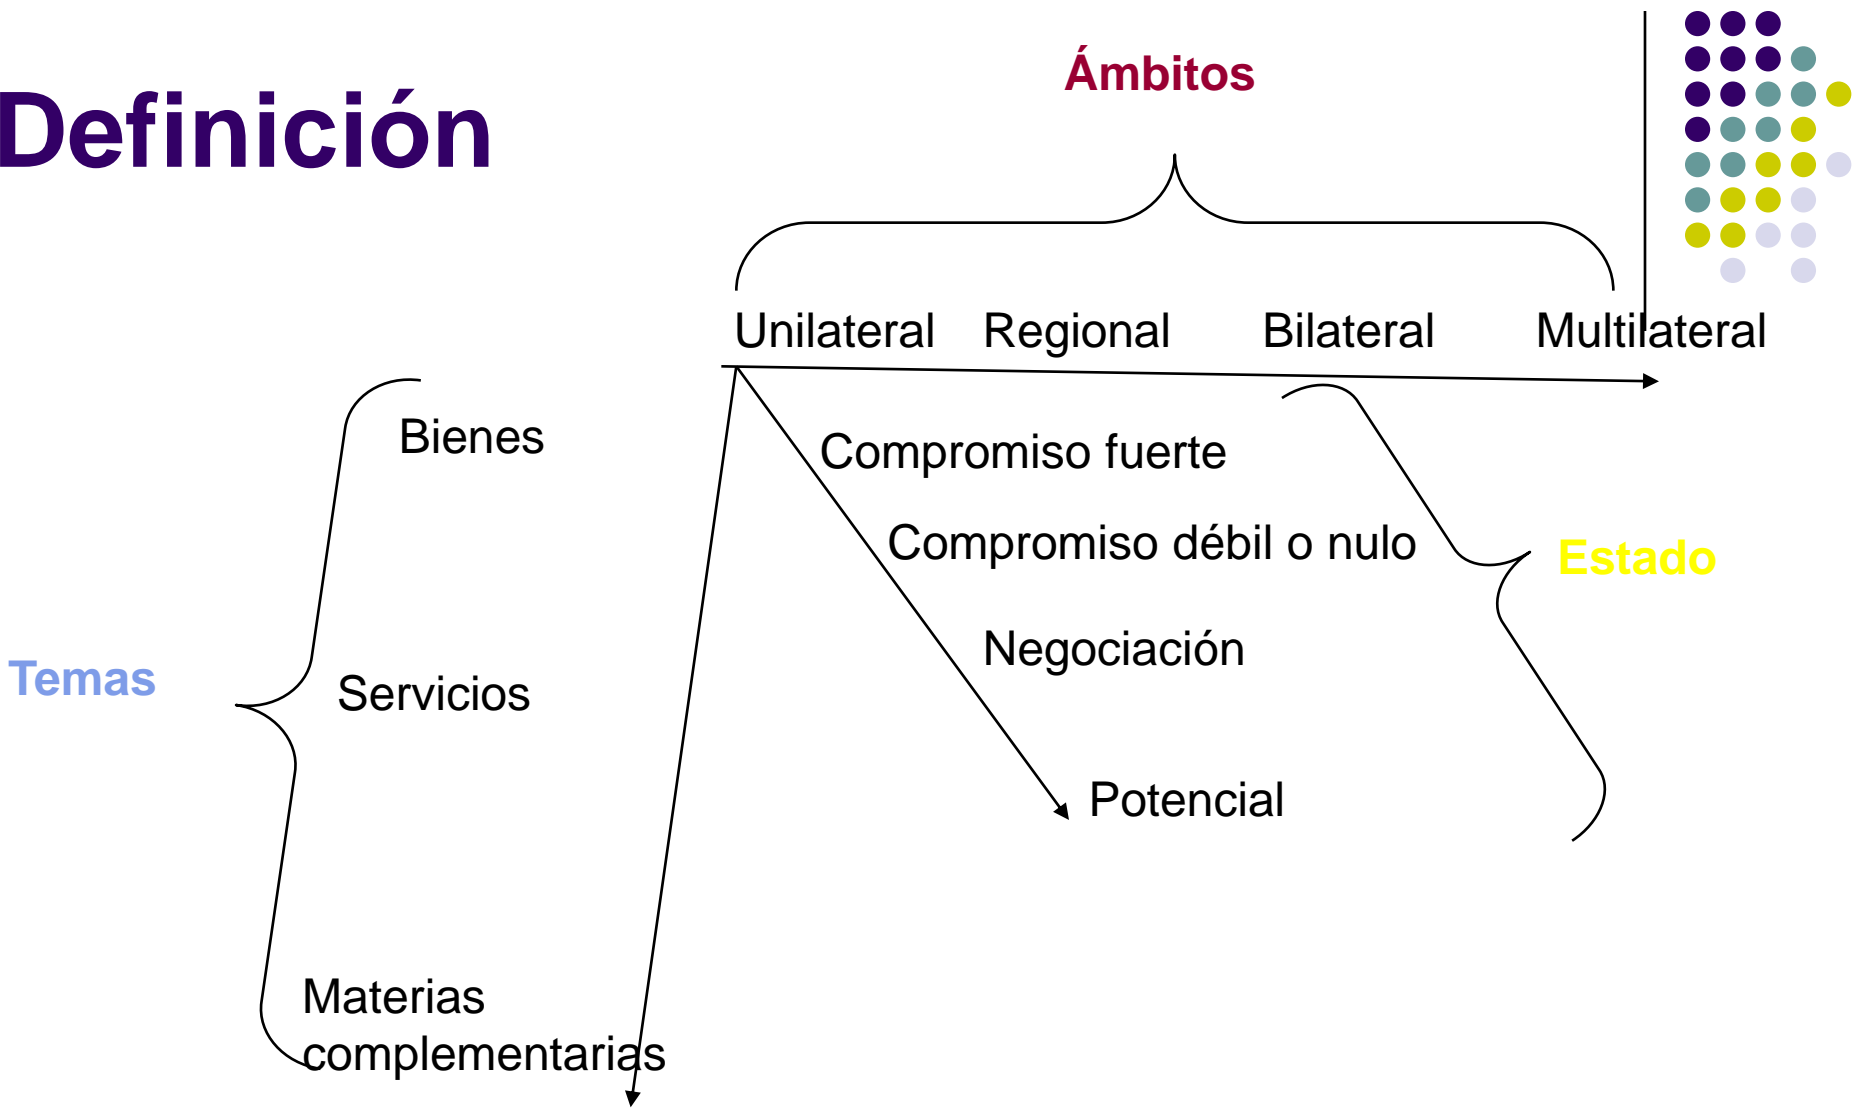 Definición
Ámbitos
Unilateral Regional Bilateral Multilateral
Bienes
Compromiso fuerte
Compromiso débil o nulo
Estado
Negociación
Temas
Servicios
Potencial
Materias
complementarias